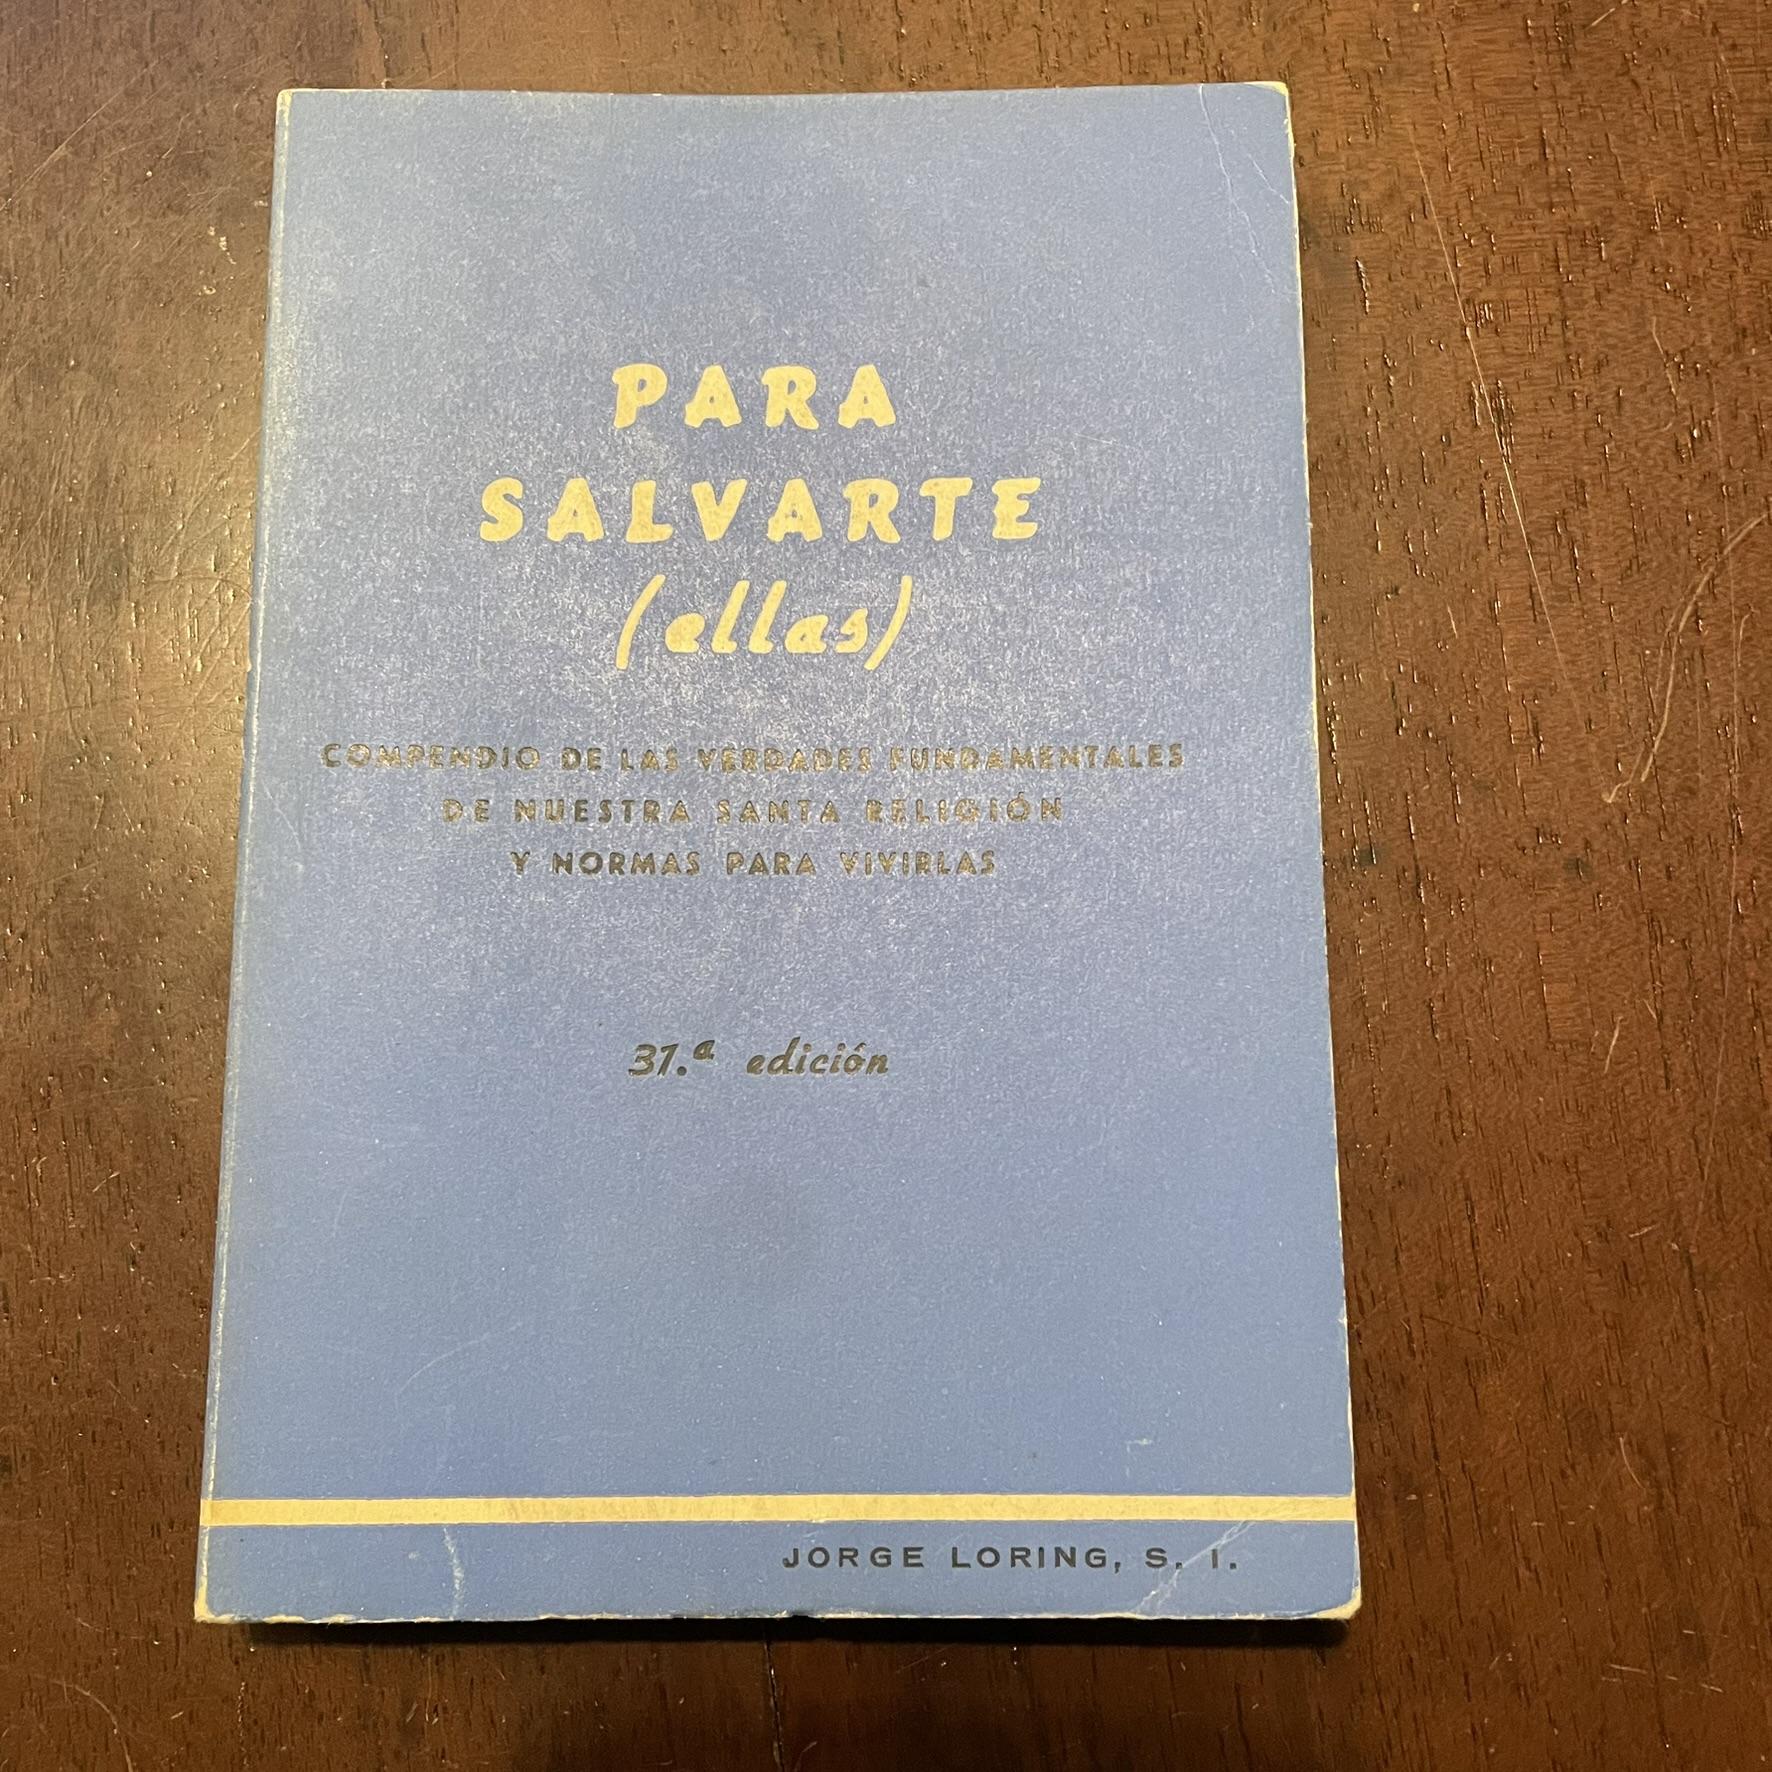 PARA
SALVARTE
(ellas)
COMPENDIO DE LAS VERDADES FUNDAMENTALES
DE NUESTRA SANTA RELIGIÓN
Y NORMAS PARA VIVIRLAS
31.ª edición
JORGE LORING, S. I.